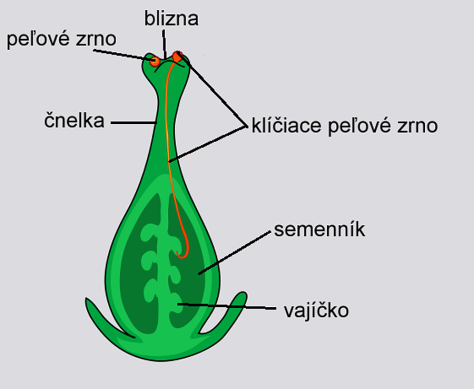 blizna
peľové zrno
čnelka
klíčiace peľové zrno
semenník
vajíčko